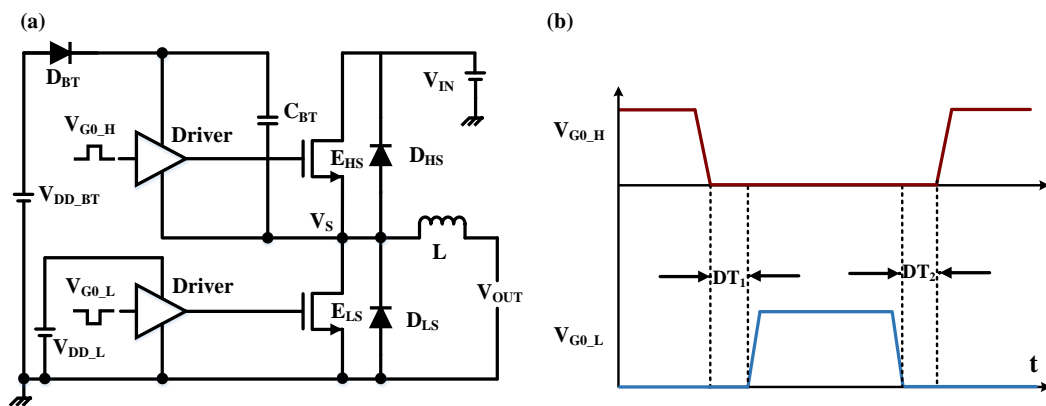 (a)
D_BT
V_IN
C_BT
V_G0_H
Driver
E_HS
D_HS
V_DD_BT
V_S
L
V_G0_L
Driver
V_OUT
E_LS
D_LS
V_DD_L
(b)
V_G0_H
DT_1
DT_2
V_G0_L
t